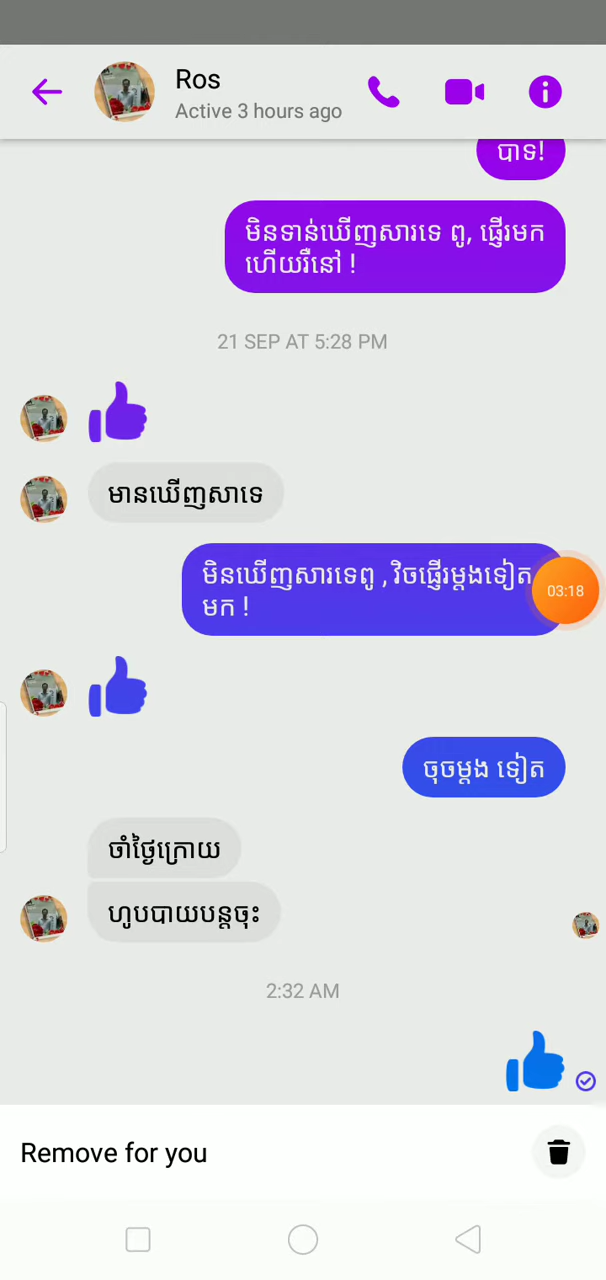 Ros
Active 3 hours ago
បាទ!
មិនទាន់ឃើញសារទេ ពូ, ផ្ញើរមក
ហើយរឺនៅ !
21 SEP AT 5:28 PM
មានឃើញសាទេ
មិនឃើញសារទេពូ , វិចផ្ញើរម្ដងទៀត
មក !
03:18
ចុចម្ដង ទៀត
ចាំថ្ងៃក្រោយ
ហូបបាយបន្តចុះ
2:32 AM
Remove for you